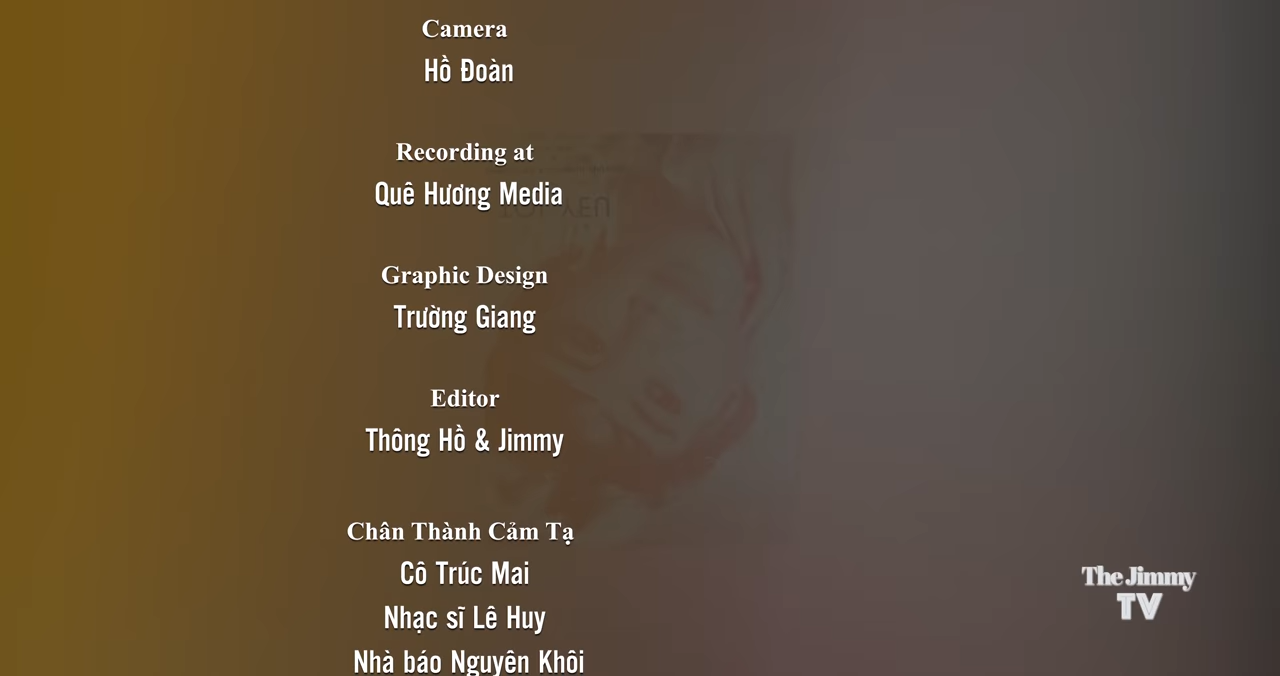 Camera
Hồ Đoàn
Recording at
Quê Hương Media
Graphic Design
Trường Giang
Editor
Thông Hồ & Jimmy
Chân Thành Cảm Tạ
Cô Trúc Mai
Nhạc sĩ Lê Huy
Nhà báo Nguyên Khôi
The Jimmy
TV